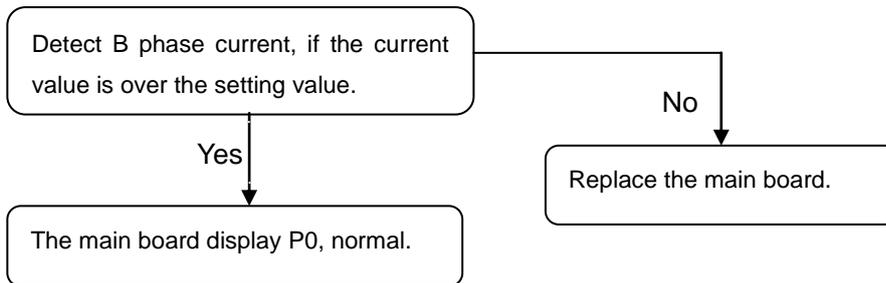 Detect B phase current, if the current
value is over the setting value.
No
Yes
Replace the main board.
The main board display P0, normal.